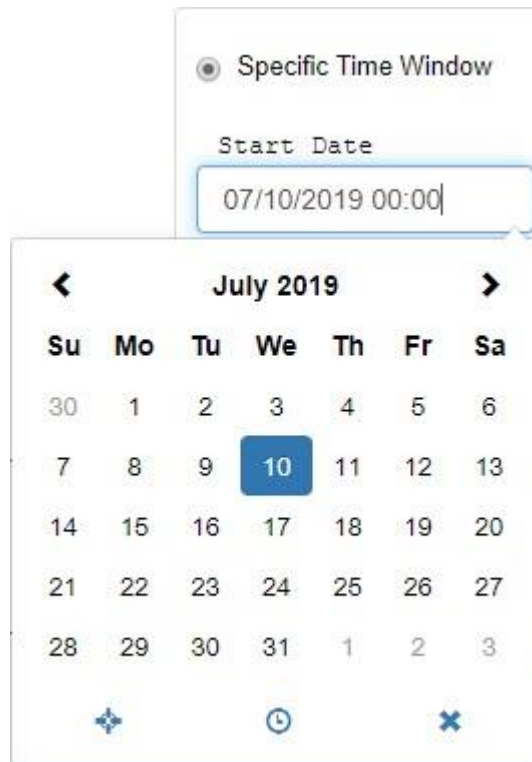 Specific Time Window
Start Date
07/10/2019 00:00
July 2019
Su Mo Tu We Th Fr Sa
30 1 2 3 4 5 6
7 8 9 10 11 12 13
14 15 16 17 18 19 20
21 22 23 24 25 26 27
28 29 30 31 1 2 3